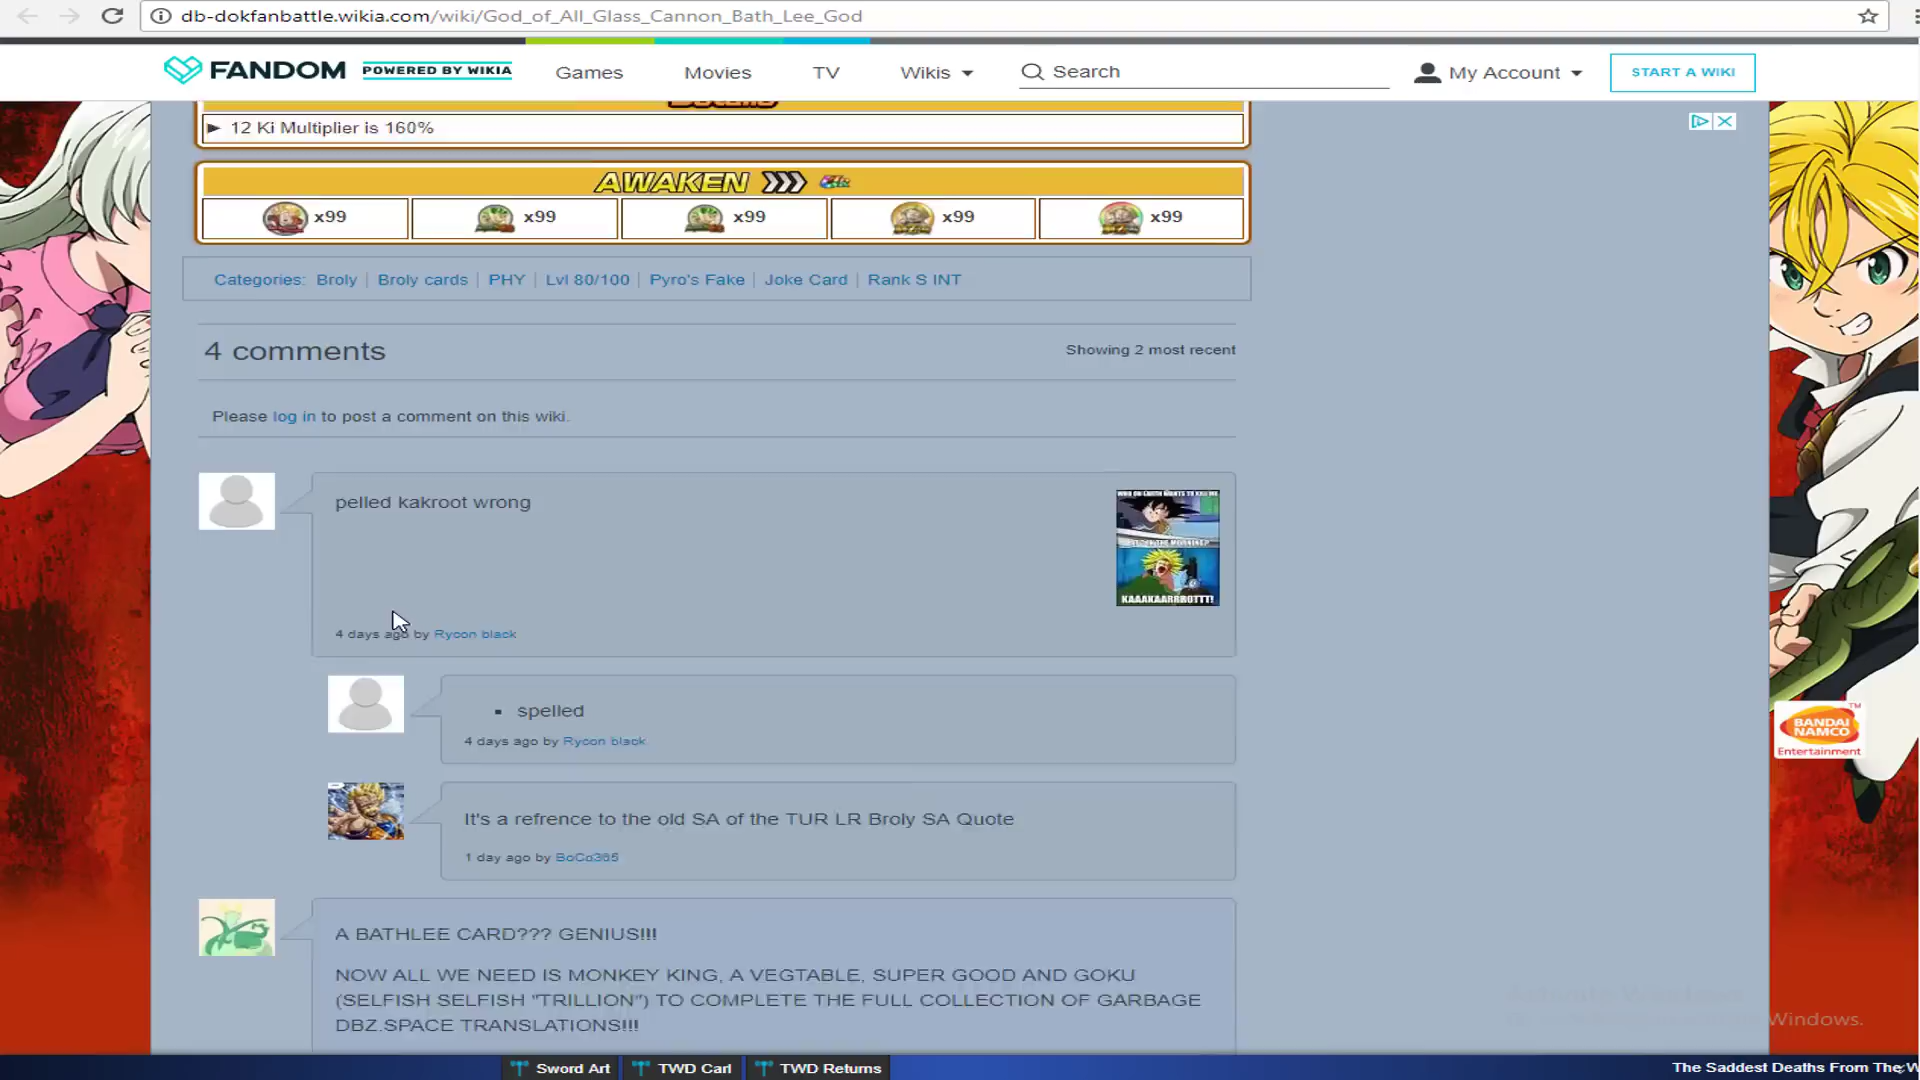 db-dokfanbattle.wikia.com/wiki/God_of_All_Glass_Cannon_Bath_Lee_God
FANDOM POWERED BY WIKIA Games Movies TV Wikis Search My Account START A WIKI
Details
► 12 Ki Multiplier is 160%
AWAKEN
x99 x99 x99 x99 x99
Categories: Broly | Broly cards | PHY | Lvl 80/100 | Pyro's Fake | Joke Card | Rank S INT
4 comments Showing 2 most recent
Please log in to post a comment on this wiki.
pelled kakroot wrong
KAAAKAARRROTTT!
4 days ago by Rycon black
spelled
4 days ago by Rycon black
BANDAI
NAMCO
Entertainment
It's a refrence to the old SA of the TUR LR Broly SA Quote
1 day ago by BoCo365
A BATHLEE CARD??? GENIUS!!!
NOW ALL WE NEED IS MONKEY KING, A VEGTABLE, SUPER GOOD AND GOKU
(SELFISH SELFISH "TRILLION") TO COMPLETE THE FULL COLLECTION OF GARBAGE
DBZ.SPACE TRANSLATIONS!!!
Windows.
Sword Art TWD Carl TWD Returns The Saddest Deaths From The W